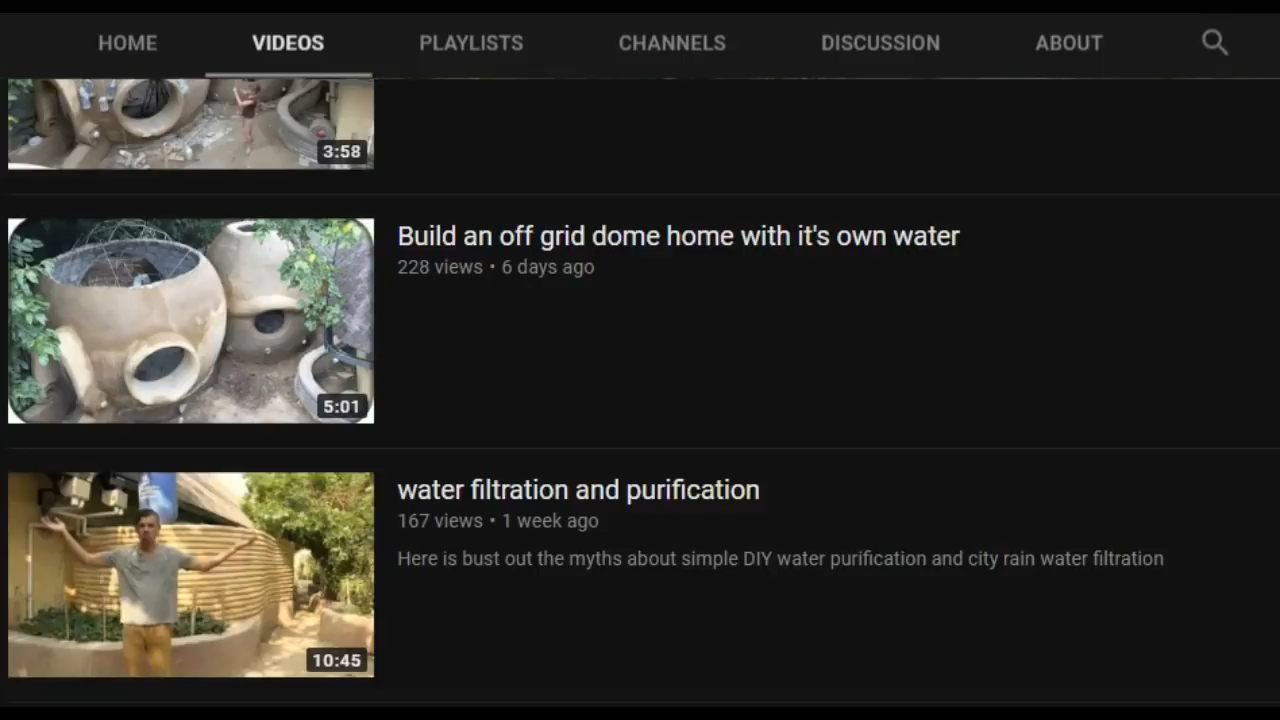 HOME VIDEOS PLAYLISTS CHANNELS DISCUSSION ABOUT
3:58
Build an off grid dome home with it's own water
228 views • 6 days ago
5:01
water filtration and purification
167 views • 1 week ago
Here is bust out the myths about simple DIY water purification and city rain water filtration
10:45